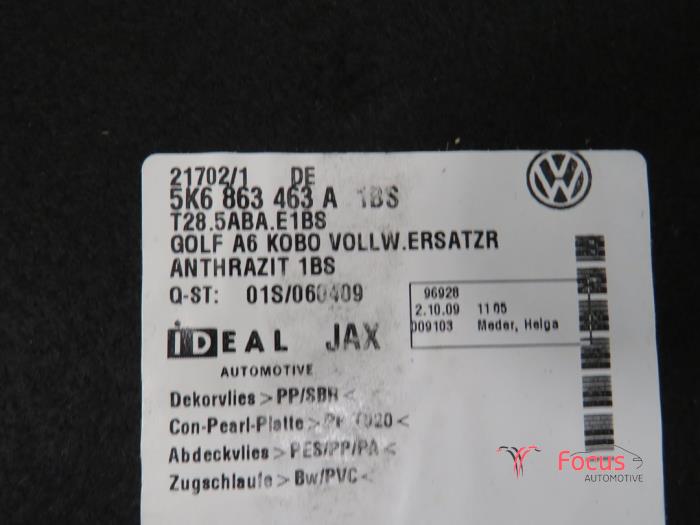 21702/1 DE
5K6 863 463 A 1BS
T28.5ABA.E1BS
GOLF A6 KOBO VOLLW.ERSATZR
ANTHRAZIT 1BS
Q-ST: 01S/060409
96928
2.10.09 11 05
009103 Meder, Helga
iDEAL JAX
AUTOMOTIVE
Dekorvlies > PP/SBR <
Con-Pearl-Platte > PP T020 <
Abdeckvlies > PES/PP/PA <
Zugschlaufe > Bw/PVC <
Focus
AUTOMOTIVE